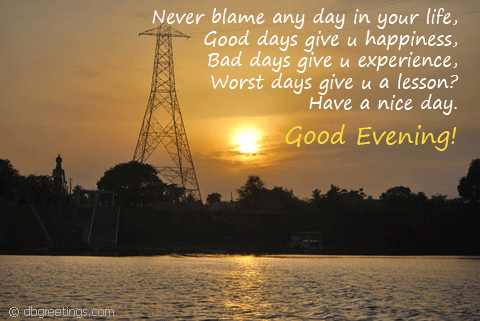 Never blame any day in your life,
Good days give u happiness,
Bad days give u experience,
Worst days give u a lesson?
Have a nice day.
Good Evening!
© dbgreetings.com